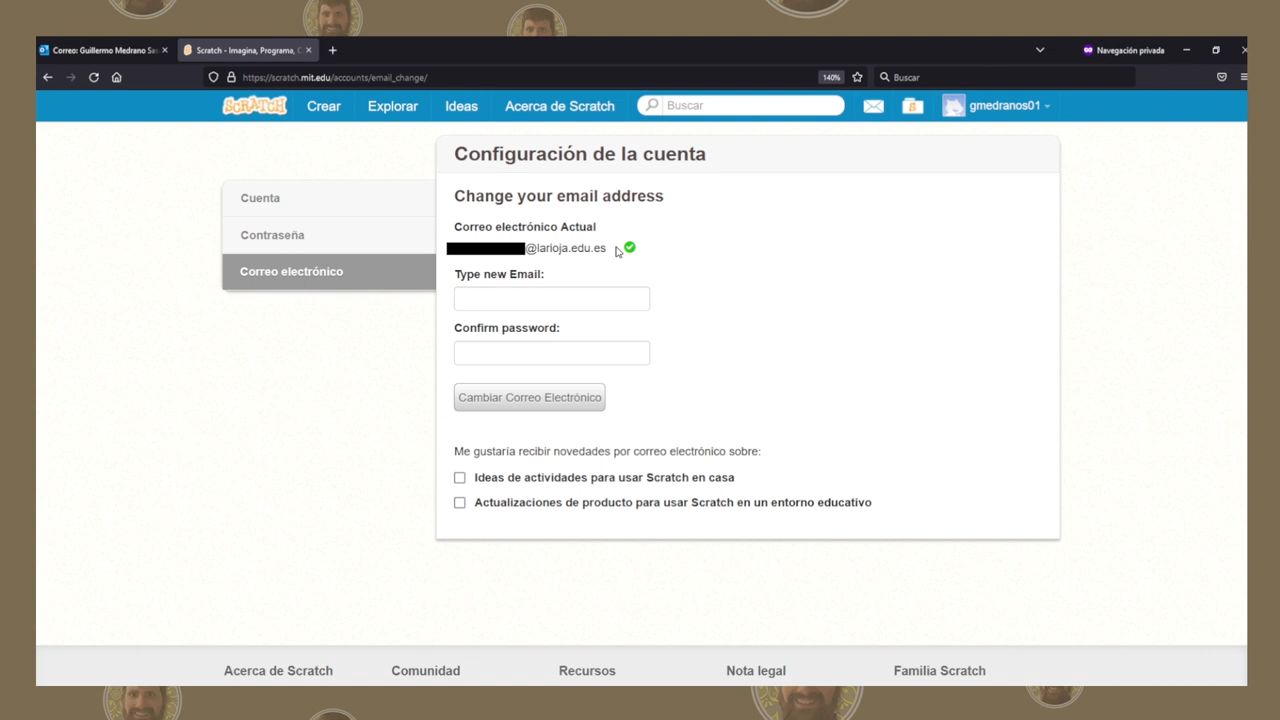 Correo: Guillermo Medrano Sa
Scratch - Imagina, Programa, C
Navegación privada
https://scratch.mit.edu/accounts/email_change/
140%
Buscar
SCRATCH
Crear
Explorar
Ideas
Acerca de Scratch
Buscar
gmedranos01
Configuración de la cuenta
Cuenta
Contraseña
Correo electrónico
Change your email address
Correo electrónico Actual
@larioja.edu.es
Type new Email:
Confirm password:
Cambiar Correo Electrónico
Me gustaría recibir novedades por correo electrónico sobre:
Ideas de actividades para usar Scratch en casa
Actualizaciones de producto para usar Scratch en un entorno educativo
Acerca de Scratch
Comunidad
Recursos
Nota legal
Familia Scratch